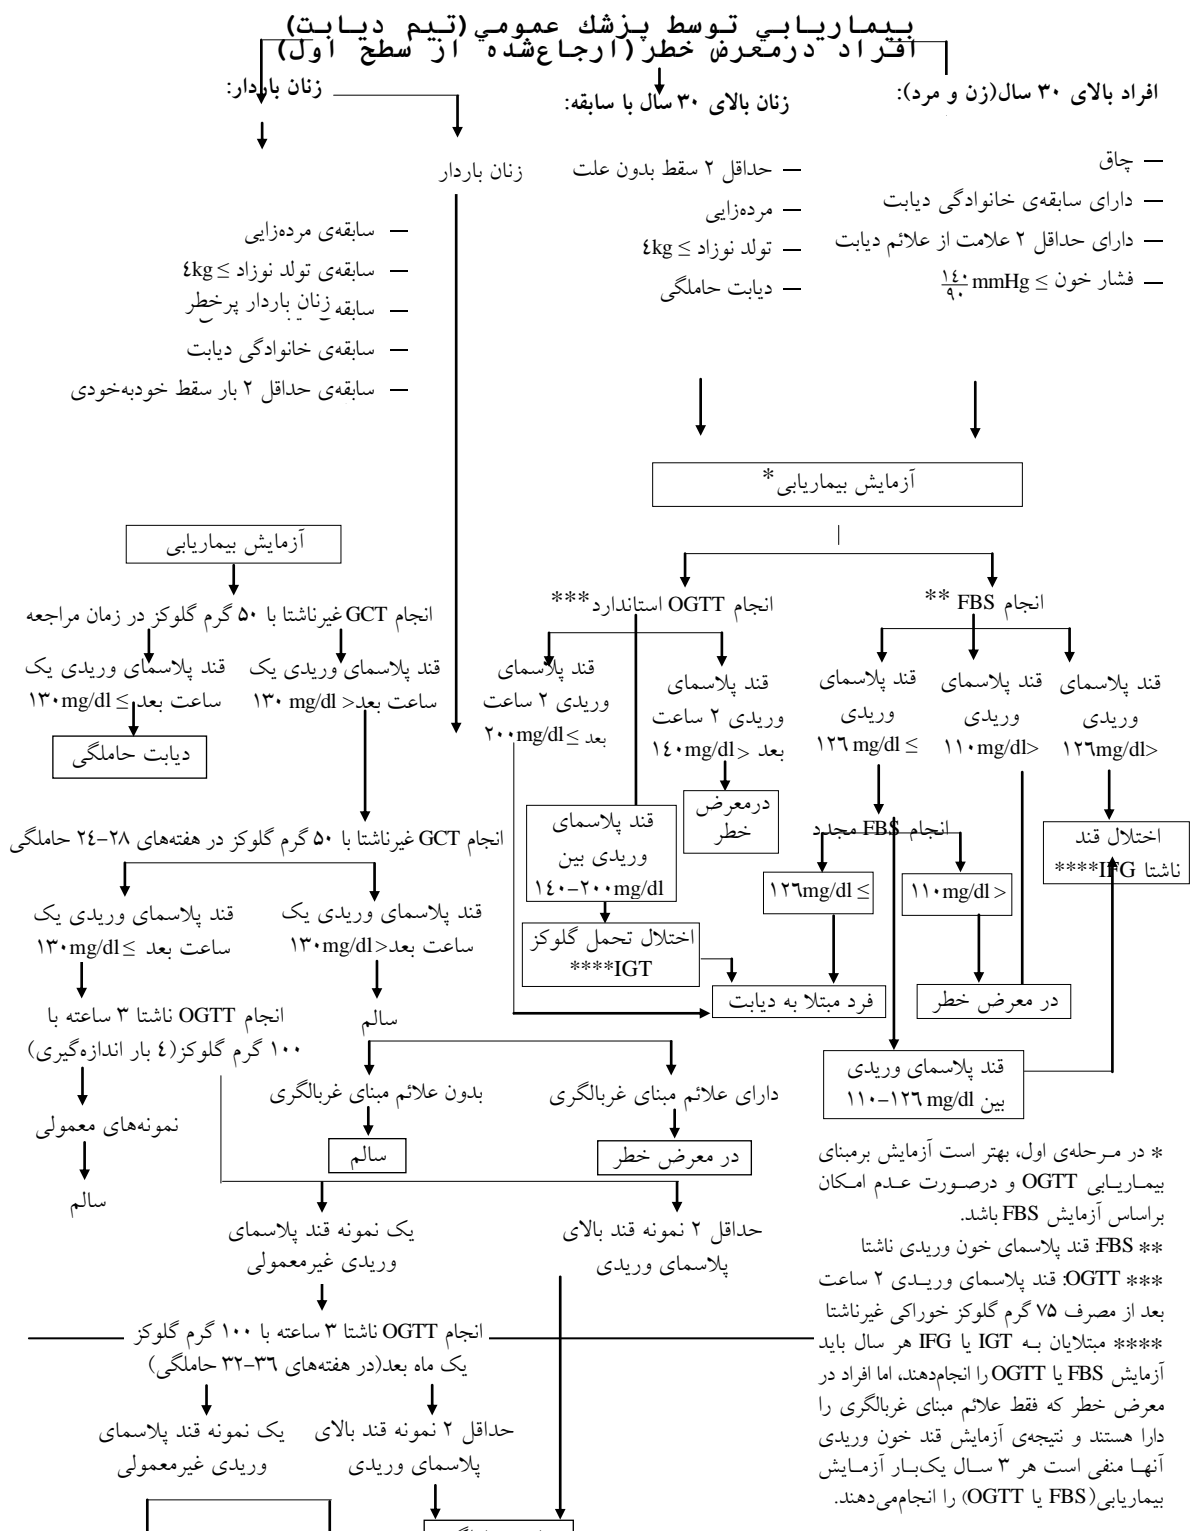 بيماريابي توسط پزشك عمومي(تيم ديابت)
افراد درمعرض خطر(ارجاع‌شده از سطح اول)
افراد بالای ۳۰ سال(زن و مرد):
— چاق
— دارای سابقه‌ی خانوادگی دیابت
— دارای حداقل ۲ علامت از علائم دیابت
— فشار خون ≥ ۱٤۰/۹۰ mmHg
زنان بالای ۳۰ سال با سابقه:
— حداقل ۲ سقط بدون علت
— مرده‌زایی
— تولد نوزاد ≥ ٤kg
— دیابت حاملگی
زنان باردار:
زنان باردار
— سابقه‌ی مرده‌زایی
— سابقه‌ی تولد نوزاد ≥ ٤kg
زنان باردار پرخطر
— سابقه
— سابقه‌ی خانوادگی دیابت
— سابقه‌ی حداقل ۲ بار سقط خودبه‌خودی
آزمایش بیماریابی*
انجام FBS **
قند پلاسمای
وریدی
<۱۲٦mg/dl>
قند پلاسمای
وریدی
<۱۱۰mg/dl>
قند پلاسمای
وریدی
≥ ۱۲٦ mg/dl
اختلال قند
ناشتا IFG****
انجام FBS مجدد
< ۱۱۰mg/dl
≥ ۱۲٦mg/dl
در معرض خطر
فرد مبتلا به دیابت
قند پلاسمای وریدی
بین ۱۱۰–۱۲٦ mg/dl
انجام OGTT استاندارد***
قند پلاسمای
وریدی ۲ ساعت
بعد < ۱٤۰mg/dl
درمعرض
خطر
قند پلاسمای
وریدی ۲ ساعت
بعد ≥ ۲۰۰mg/dl
قند پلاسمای
وریدی بین
۱٤۰–۲۰۰mg/dl
اختلال تحمل گلوکز
IGT****
آزمایش بیماریابی
انجام GCT غیرناشتا با ۵۰ گرم گلوکز در زمان مراجعه
قند پلاسمای وریدی یک
ساعت بعد< ۱۳۰ mg/dl
قند پلاسمای وریدی یک
ساعت بعد ≥ ۱۳۰mg/dl
دیابت حاملگی
انجام GCT غیرناشتا با ۵۰ گرم گلوکز در هفته‌های ۲۸–۲٤ حاملگی
قند پلاسمای وریدی یک
ساعت بعد< ۱۳۰mg/dl
قند پلاسمای وریدی یک
ساعت بعد ≥ ۱۳۰mg/dl
سالم
انجام OGTT ناشتا ۳ ساعته با
۱۰۰ گرم گلوکز(٤ بار اندازه‌گیری)
دارای علائم مبنای غربالگری
بدون علائم مبنای غربالگری
نمونه‌های معمولی
در معرض خطر
سالم
سالم
حداقل ۲ نمونه قند بالای
پلاسمای وریدی
یک نمونه قند پلاسمای
وریدی غیرمعمولی
انجام OGTT ناشتا ۳ ساعته با ۱۰۰ گرم گلوکز
یک ماه بعد(در هفته‌های ۳٦–۳۲ حاملگی)
حداقل ۲ نمونه قند بالای
پلاسمای وریدی
یک نمونه قند پلاسمای
وریدی غیرمعمولی
* در مرحله‌ی اول، بهتر است آزمایش برمبنای
بیماریابی OGTT و درصورت عدم امکان
براساس آزمایش FBS باشد.
** FBS: قند پلاسمای خون وریدی ناشتا
*** OGTT: قند پلاسمای وریدی ۲ ساعت
بعد از مصرف ۷۵ گرم گلوکز خوراکی غیرناشتا
**** مبتلایان به IGT یا IFG هر سال باید
آزمایش FBS یا OGTT را انجام‌دهند، اما افراد در
معرض خطر که فقط علائم مبنای غربالگری را
دارا هستند و نتیجه‌ی آزمایش قند خون وریدی
آنها منفی است هر ۳ سال یک‌بار آزمایش
بیماریابی(FBS یا OGTT) را انجام‌می‌دهند.